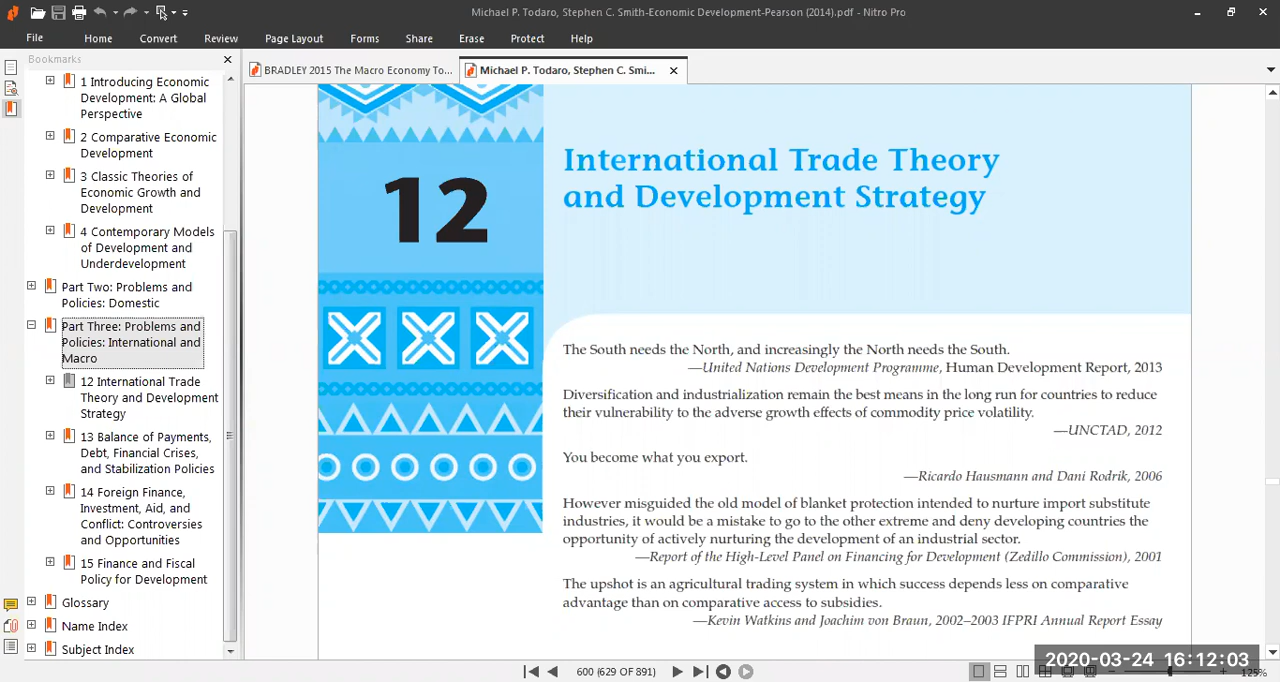 Michael P. Todaro, Stephen C. Smith-Economic Development-Pearson (2014).pdf - Nitro Pro
File Home Convert Review Page Layout Forms Share Erase Protect Help
Bookmarks
BRADLEY 2015 The Macro Economy To...
Michael P. Todaro, Stephen C. Smi...
1 Introducing Economic
Development: A Global
Perspective
2 Comparative Economic
Development
3 Classic Theories of
Economic Growth and
Development
4 Contemporary Models
of Development and
Underdevelopment
Part Two: Problems and
Policies: Domestic
Part Three: Problems and
Policies: International and
Macro
12 International Trade
Theory and Development
Strategy
13 Balance of Payments,
Debt, Financial Crises,
and Stabilization Policies
14 Foreign Finance,
Investment, Aid, and
Conflict: Controversies
and Opportunities
15 Finance and Fiscal
Policy for Development
Glossary
Name Index
Subject Index
12
International Trade Theory
and Development Strategy
The South needs the North, and increasingly the North needs the South.
—United Nations Development Programme, Human Development Report, 2013
Diversification and industrialization remain the best means in the long run for countries to reduce
their vulnerability to the adverse growth effects of commodity price volatility.
—UNCTAD, 2012
You become what you export.
—Ricardo Hausmann and Dani Rodrik, 2006
However misguided the old model of blanket protection intended to nurture import substitute
industries, it would be a mistake to go to the other extreme and deny developing countries the
opportunity of actively nurturing the development of an industrial sector.
—Report of the High-Level Panel on Financing for Development (Zedillo Commission), 2001
The upshot is an agricultural trading system in which success depends less on comparative
advantage than on comparative access to subsidies.
—Kevin Watkins and Joachim von Braun, 2002–2003 IFPRI Annual Report Essay
600 (629 OF 891)
2020-03-24 16:12:03
125%